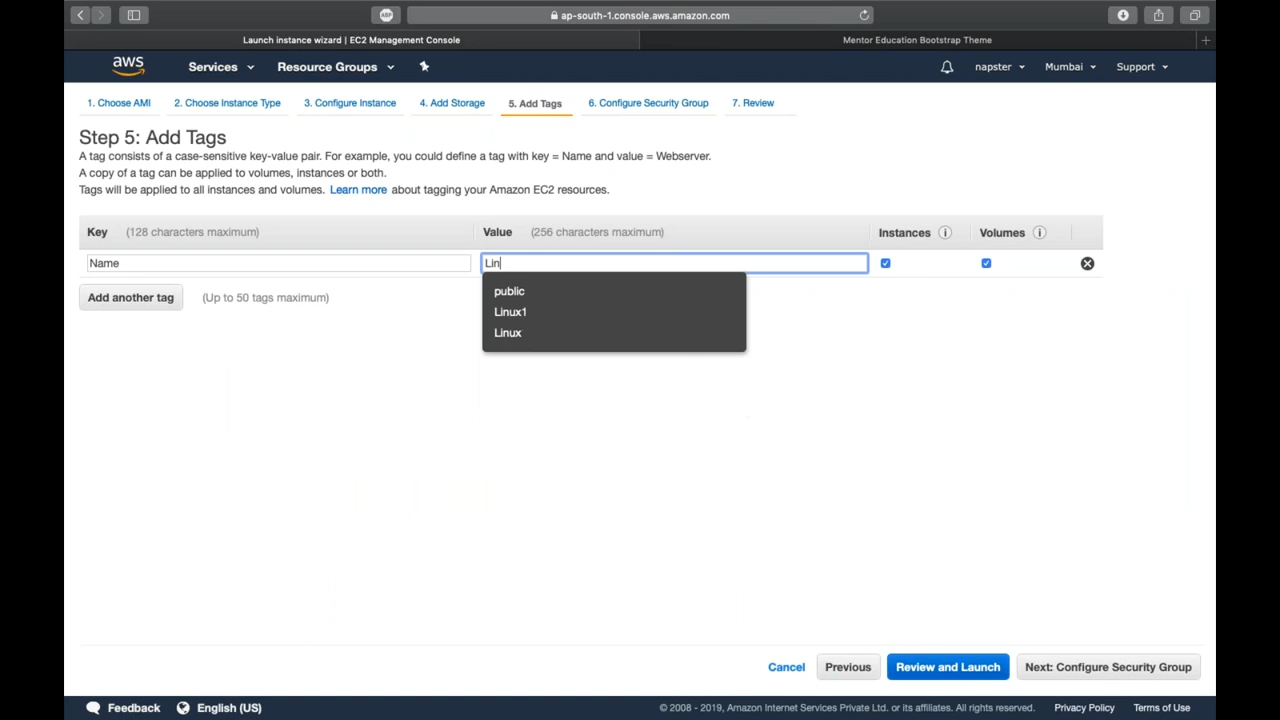 ABP
ap-south-1.console.aws.amazon.com
Launch instance wizard | EC2 Management Console
Mentor Education Bootstrap Theme
aws
Services
Resource Groups
napster
Mumbai
Support
1. Choose AMI
2. Choose Instance Type
3. Configure Instance
4. Add Storage
5. Add Tags
6. Configure Security Group
7. Review
Step 5: Add Tags
A tag consists of a case-sensitive key-value pair. For example, you could define a tag with key = Name and value = Webserver.
A copy of a tag can be applied to volumes, instances or both.
Tags will be applied to all instances and volumes. Learn more about tagging your Amazon EC2 resources.
Key (128 characters maximum)
Value (256 characters maximum)
Instances i
Volumes i
Name
Lin
public
Linux1
Linux
Add another tag
(Up to 50 tags maximum)
Cancel
Previous
Review and Launch
Next: Configure Security Group
Feedback
English (US)
© 2008 - 2019, Amazon Internet Services Private Ltd. or its affiliates. All rights reserved.
Privacy Policy
Terms of Use